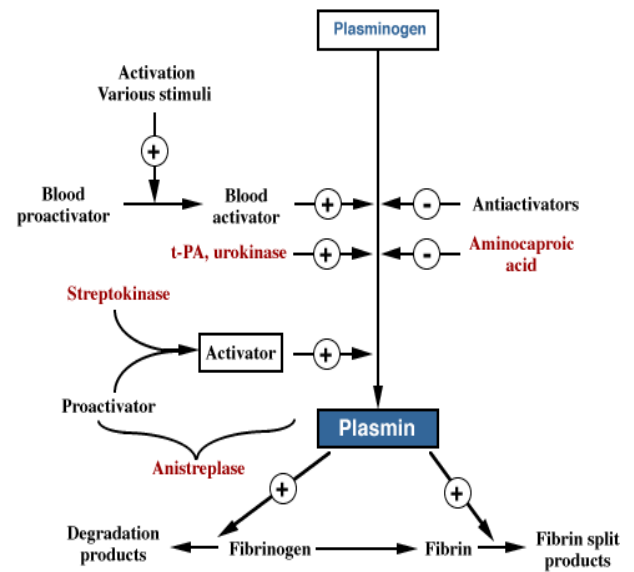 Plasminogen
Activation
Various stimuli
+
Blood
proactivator
Blood
activator
+
-
Antiactivators
t-PA, urokinase
+
-
Aminocaproic
acid
Streptokinase
Activator
+
Proactivator
Plasmin
Anistreplase
+
+
Degradation
products
Fibrinogen
Fibrin
Fibrin split
products